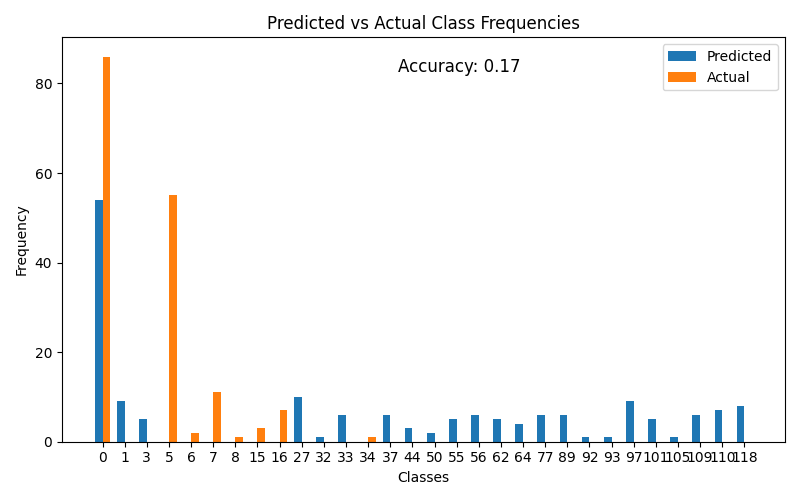 Predicted vs Actual Class Frequencies
Accuracy: 0.17
Predicted
Actual
80
60
40
20
0
Frequency
0 1 3 5 6 7 8 15 16 27 32 33 34 37 44 50 55 56 62 64 77 89 92 93 97 101 105 109 110 118
Classes